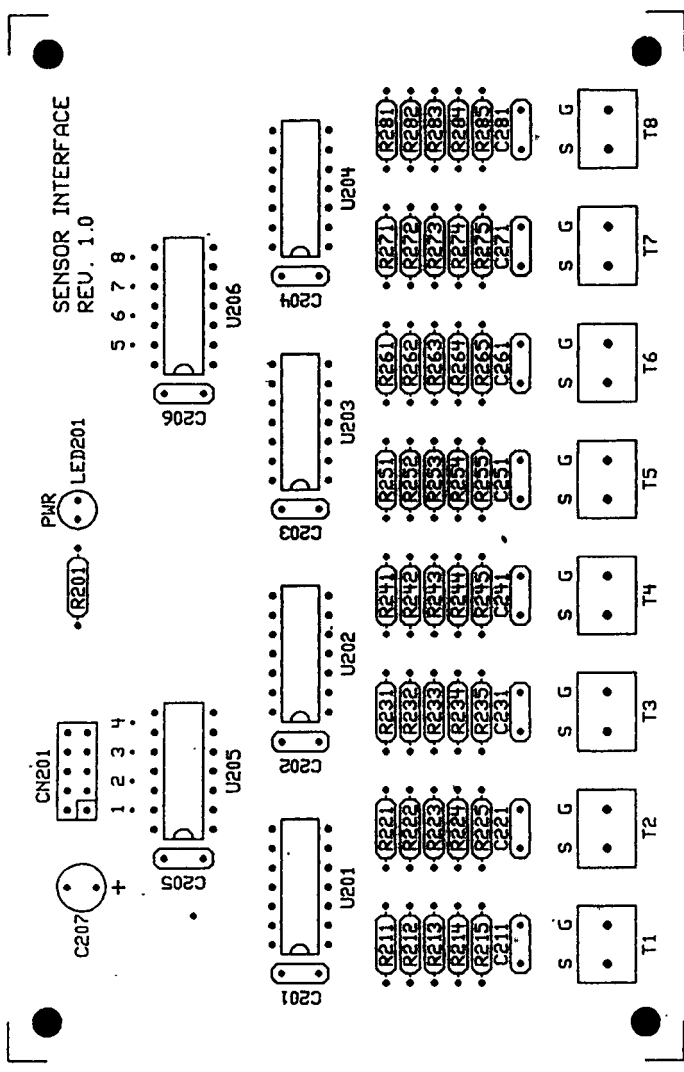 SENSOR INTERFACE
REV. 1.0
C207
+
CN201
1 2 3 4
R201
PWR
LED201
5 6 7 8
C205
U205
C206
U206
C201
U201
C202
U202
C203
U203
C204
U204
R211 R221 R231 R241 R251 R261 R271 R281
R212 R222 R232 R242 R252 R262 R272 R282
R213 R223 R233 R243 R253 R263 R273 R283
R214 R224 R234 R244 R254 R264 R274 R284
R215 R225 R235 R245 R255 R265 R275 R285
C211 C221 C231 C241 C251 C261 C271 C281
S G S G S G S G S G S G S G S G
T1 T2 T3 T4 T5 T6 T7 T8